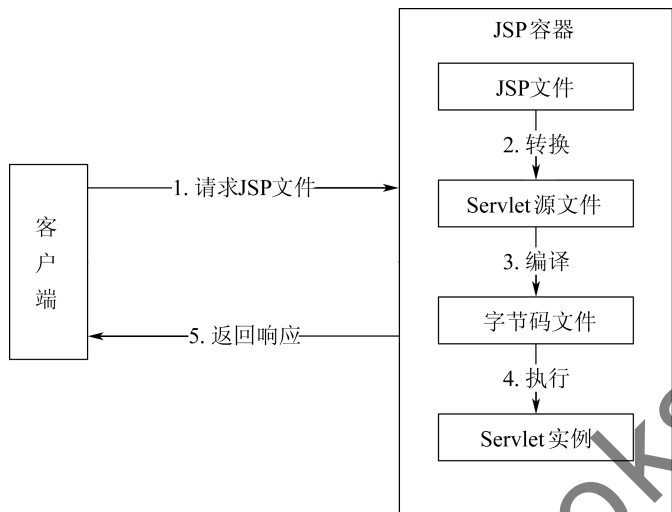 JSP容器
JSP文件
2. 转换
1. 请求JSP文件
Servlet源文件
客户端
3. 编译
字节码文件
5. 返回响应
4. 执行
Servlet实例